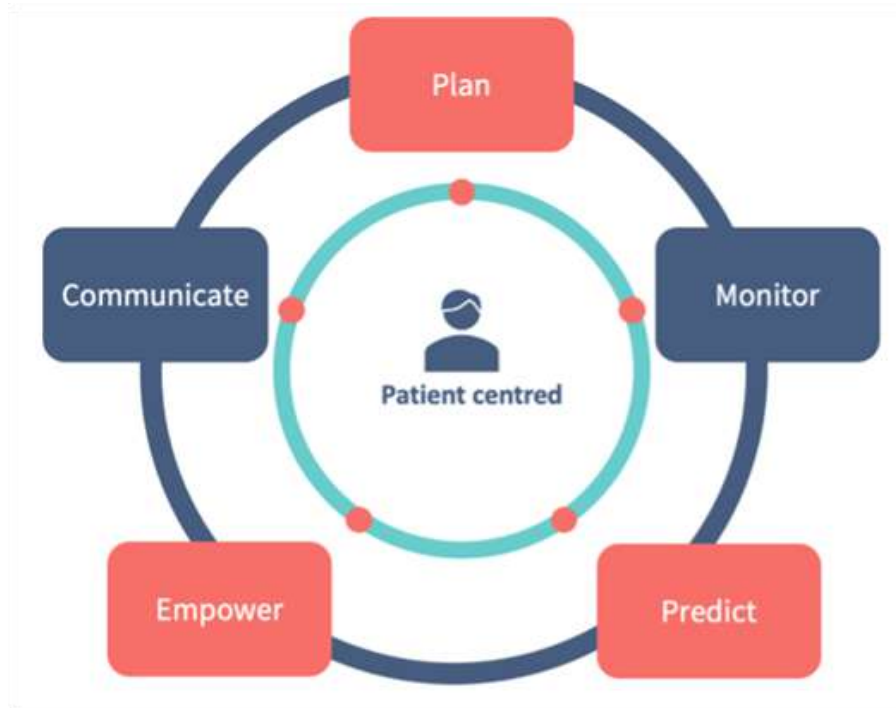 Plan
Communicate
Monitor
Patient centred
Empower
Predict